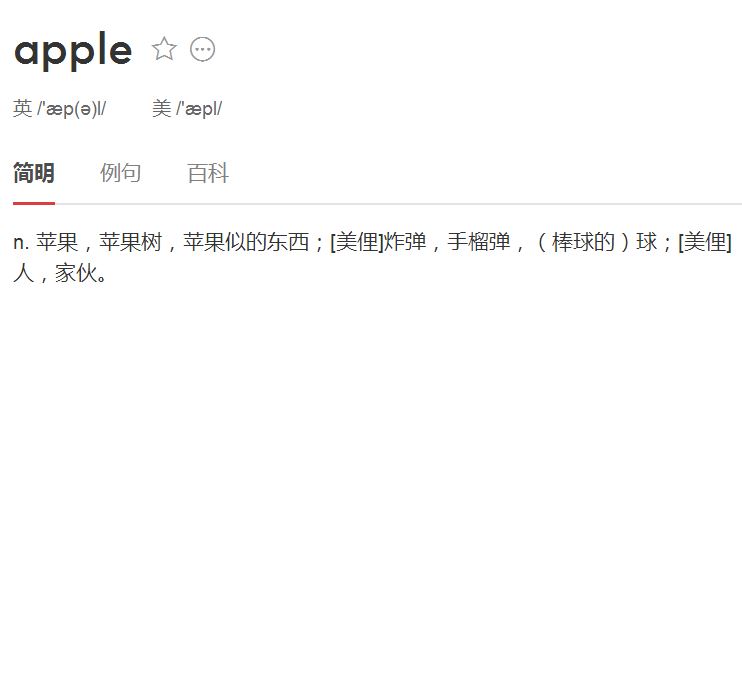 apple
英 /'æp(ə)l/ 美 /'æpl/
简明 例句 百科
n. 苹果，苹果树，苹果似的东西；[美俚]炸弹，手榴弹，（棒球的）球；[美俚]
人，家伙。